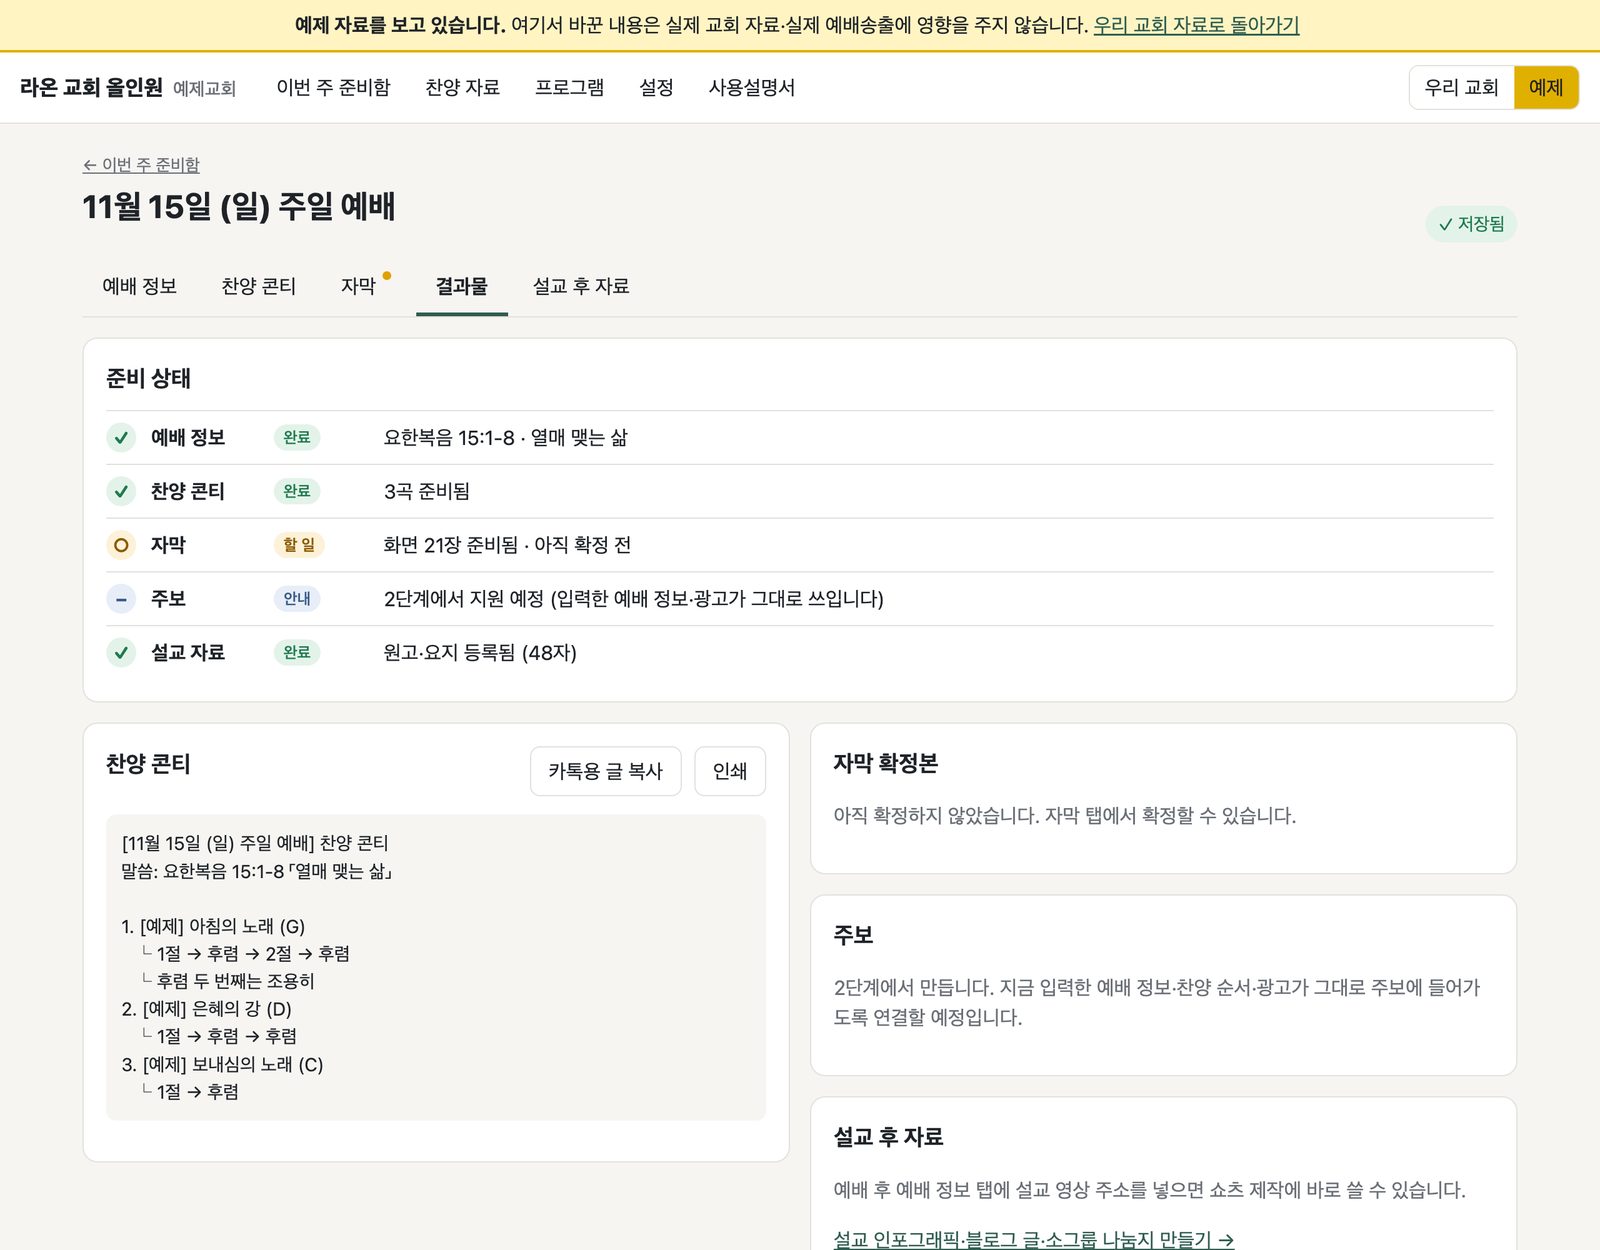 예제 자료를 보고 있습니다. 여기서 바꾼 내용은 실제 교회 자료·실제 예배송출에 영향을 주지 않습니다. 우리 교회 자료로 돌아가기
라온 교회 올인원 예제교회 이번 주 준비함 찬양 자료 프로그램 설정 사용설명서 우리 교회 예제
← 이번 주 준비함
11월 15일 (일) 주일 예배
✓ 저장됨
예배 정보 찬양 콘티 자막 결과물 설교 후 자료
준비 상태
예배 정보 완료 요한복음 15:1-8 · 열매 맺는 삶
찬양 콘티 완료 3곡 준비됨
자막 할 일 화면 21장 준비됨 · 아직 확정 전
주보 안내 2단계에서 지원 예정 (입력한 예배 정보·광고가 그대로 쓰입니다)
설교 자료 완료 원고·요지 등록됨 (48자)
찬양 콘티 카톡용 글 복사 인쇄
[11월 15일 (일) 주일 예배] 찬양 콘티
말씀: 요한복음 15:1-8 「열매 맺는 삶」
1. [예제] 아침의 노래 (G)
└ 1절 → 후렴 → 2절 → 후렴
└ 후렴 두 번째는 조용히
2. [예제] 은혜의 강 (D)
└ 1절 → 후렴 → 후렴
3. [예제] 보내심의 노래 (C)
└ 1절 → 후렴
자막 확정본
아직 확정하지 않았습니다. 자막 탭에서 확정할 수 있습니다.
주보
2단계에서 만듭니다. 지금 입력한 예배 정보·찬양 순서·광고가 그대로 주보에 들어가
도록 연결할 예정입니다.
설교 후 자료
예배 후 예배 정보 탭에 설교 영상 주소를 넣으면 쇼츠 제작에 바로 쓸 수 있습니다.
설교 인포그래픽·블로그 글·소그룹 나눔지 만들기 →